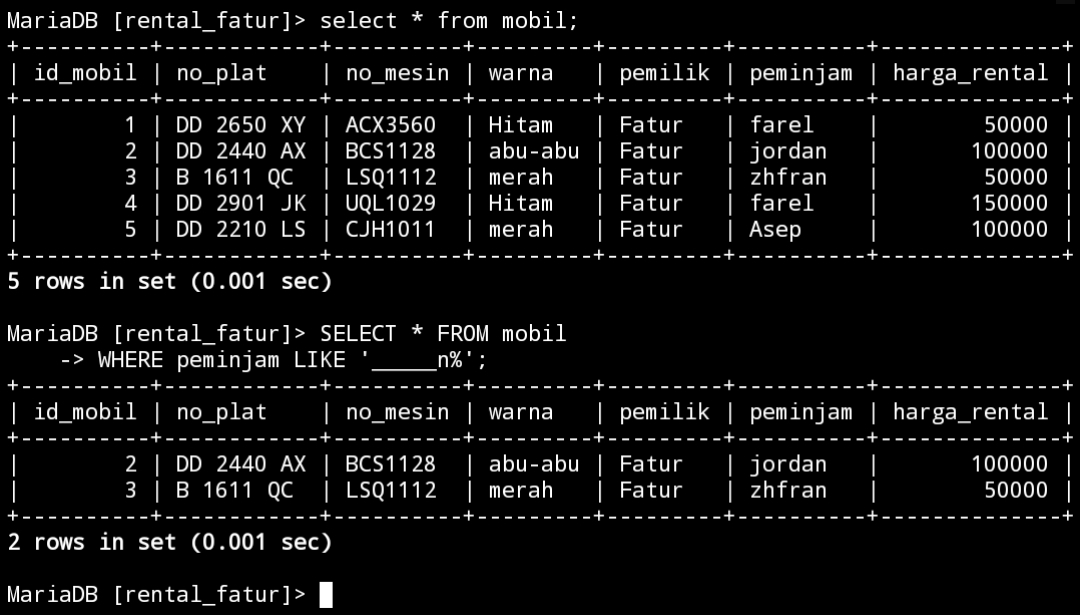 MariaDB [rental_fatur]> select * from mobil;
+----------+------------+----------+---------+---------+----------+--------------+
| id_mobil | no_plat    | no_mesin | warna   | pemilik | peminjam | harga_rental |
+----------+------------+----------+---------+---------+----------+--------------+
|        1 | DD 2650 XY | ACX3560  | Hitam   | Fatur   | farel    |        50000 |
|        2 | DD 2440 AX | BCS1128  | abu-abu | Fatur   | jordan   |       100000 |
|        3 | B 1611 QC  | LSQ1112  | merah   | Fatur   | zhfran   |        50000 |
|        4 | DD 2901 JK | UQL1029  | Hitam   | Fatur   | farel    |       150000 |
|        5 | DD 2210 LS | CJH1011  | merah   | Fatur   | Asep     |       100000 |
+----------+------------+----------+---------+---------+----------+--------------+
5 rows in set (0.001 sec)

MariaDB [rental_fatur]> SELECT * FROM mobil
    -> WHERE peminjam LIKE '_____n%';
+----------+------------+----------+---------+---------+----------+--------------+
| id_mobil | no_plat    | no_mesin | warna   | pemilik | peminjam | harga_rental |
+----------+------------+----------+---------+---------+----------+--------------+
|        2 | DD 2440 AX | BCS1128  | abu-abu | Fatur   | jordan   |       100000 |
|        3 | B 1611 QC  | LSQ1112  | merah   | Fatur   | zhfran   |        50000 |
+----------+------------+----------+---------+---------+----------+--------------+
2 rows in set (0.001 sec)

MariaDB [rental_fatur]>